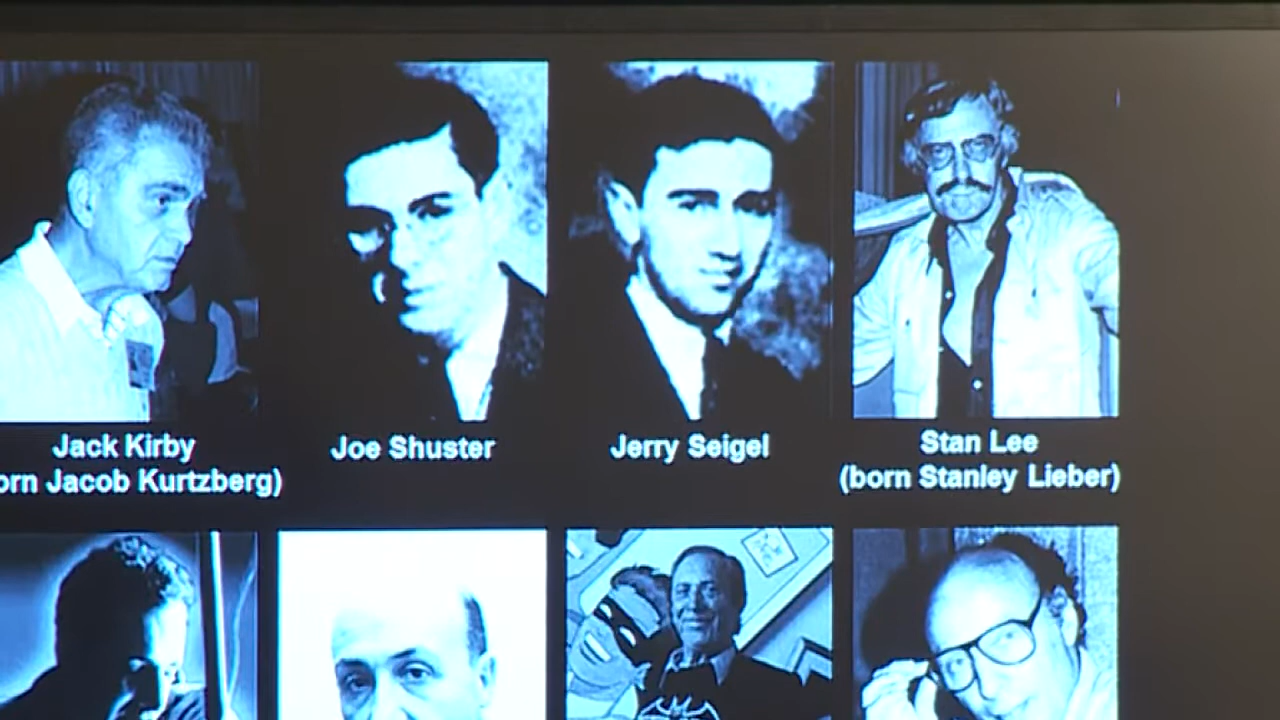 Jack Kirby
orn Jacob Kurtzberg)
Joe Shuster
Jerry Seigel
Stan Lee
(born Stanley Lieber)